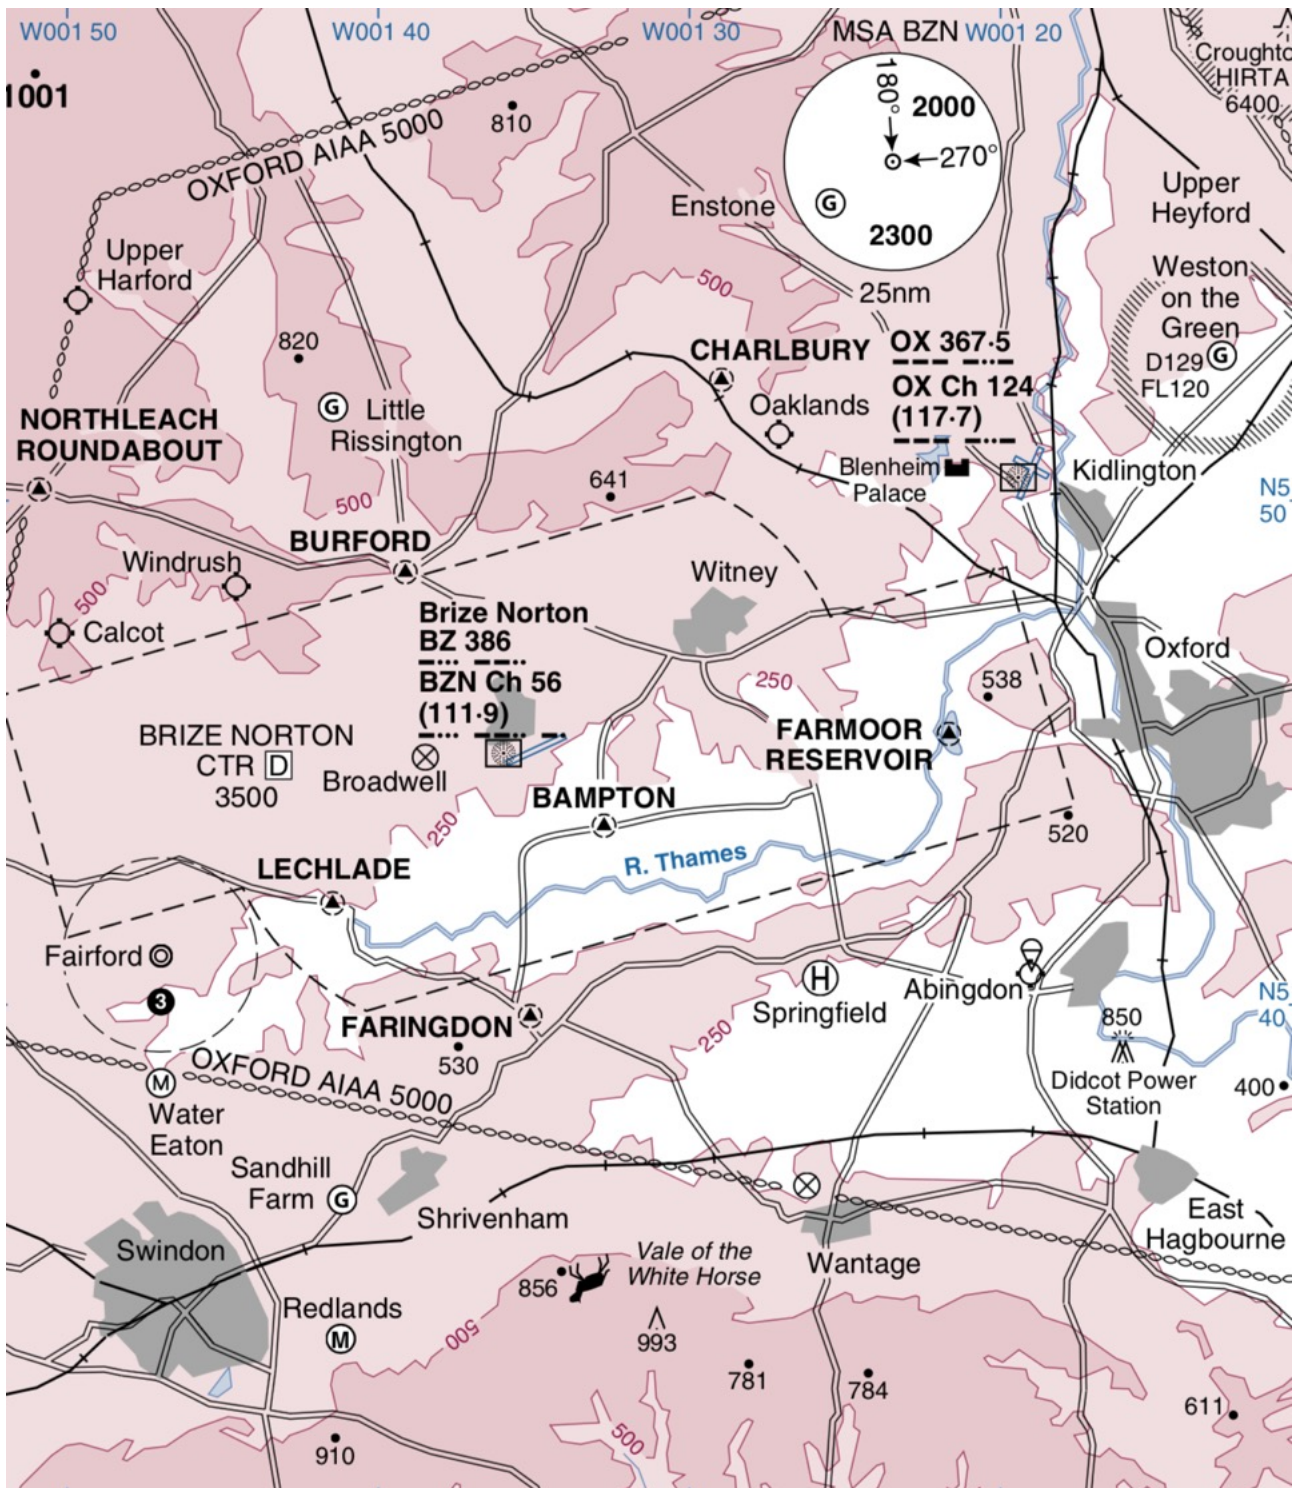 W001 50
W001 40
W001 30
MSA BZN
W001 20
1001
180°
2000
270°
G
2300
25nm
HIRTA
6400
810
OXFORD AIAA 5000
Enstone
Upper
Heyford
Upper
Harford
Weston
on the
Green
G
D129
FL120
500
820
CHARLBURY
OX 367·5
OX Ch 124
(117·7)
G
Little
Rissington
Oaklands
NORTHLEACH
ROUNDABOUT
Blenheim
Palace
Kidlington
641
500
N5
50
BURFORD
Windrush
Witney
500
Calcot
Brize Norton
BZ 386
BZN Ch 56
(111·9)
Oxford
250
538
BRIZE NORTON
CTR D
3500
Broadwell
FARMOOR
RESERVOIR
BAMPTON
250
520
R. Thames
LECHLADE
Fairford
3
H
Springfield
Abingdon
N5
40
FARINGDON
530
250
850
Didcot Power
Station
400
OXFORD AIAA 5000
M
Water
Eaton
Sandhill
Farm
G
Shrivenham
East
Hagbourne
Swindon
Wantage
Vale of the
White Horse
856
Redlands
M
500
993
781
784
611
910
500